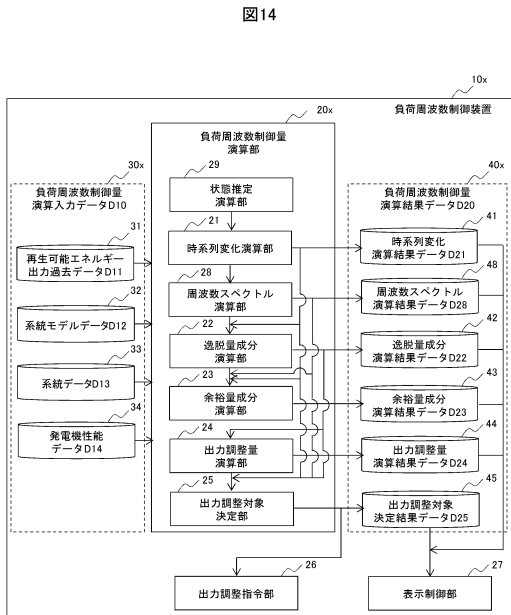 図14
10x
負荷周波数制御装置
20x
負荷周波数制御量
演算部
30x
負荷周波数制御量
演算入力データD10
31
再生可能エネルギー
出力過去データD11
32
系統モデルデータD12
33
系統データD13
34
発電機性能
データD14
29
状態推定
演算部
21
時系列変化演算部
28
周波数スペクトル
演算部
22
逸脱量成分
演算部
23
余裕量成分
演算部
24
出力調整量
演算部
25
出力調整対象
決定部
40x
負荷周波数制御量
演算結果データD20
41
時系列変化
演算結果データD21
48
周波数スペクトル
演算結果データD28
42
逸脱量成分
演算結果データD22
43
余裕量成分
演算結果データD23
44
出力調整量
演算結果データD24
45
出力調整対象
決定結果データD25
26
出力調整指令部
27
表示制御部